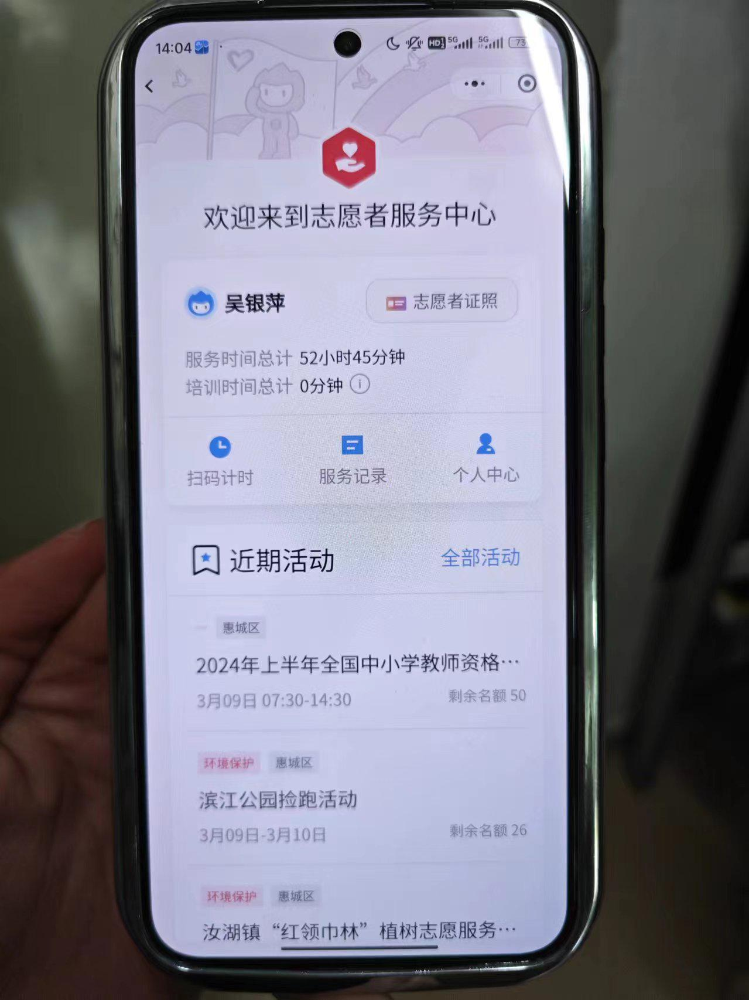 14:04
HD 5G 5G 73
欢迎来到志愿者服务中心
吴银萍 志愿者证照
服务时间总计 52小时45分钟
培训时间总计 0分钟
扫码计时 服务记录 个人中心
近期活动 全部活动
惠城区
2024年上半年全国中小学教师资格…
3月09日 07:30-14:30 剩余名额 50
环境保护 惠城区
滨江公园捡跑活动
3月09日-3月10日 剩余名额 26
环境保护 惠城区
汝湖镇“红领巾林”植树志愿服务…